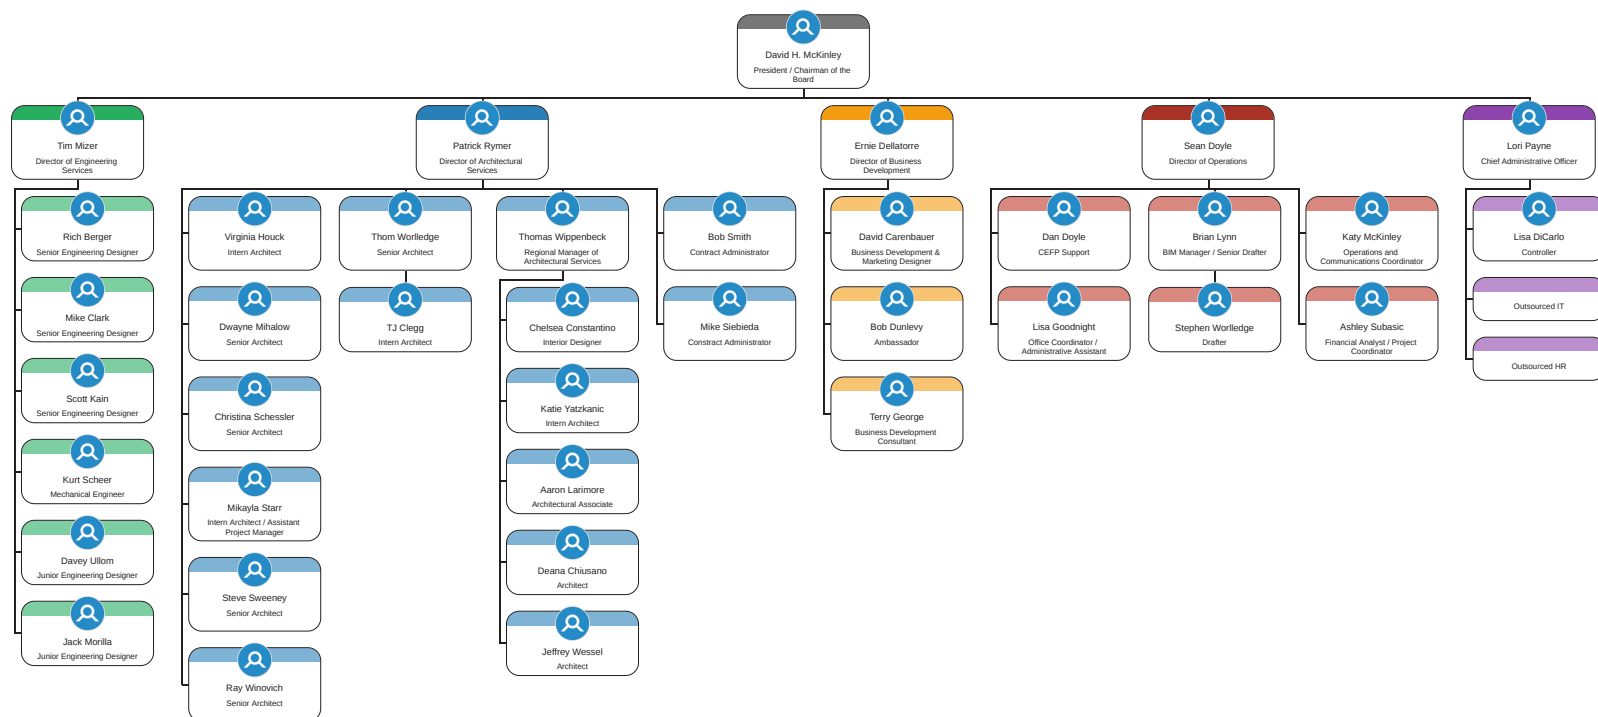 David H. McKinley
President / Chairman of the
Board
Tim Mizer
Director of Engineering
Services
Patrick Rymer
Director of Architectural
Services
Ernie Dellatorre
Director of Business
Development
Sean Doyle
Director of Operations
Lori Payne
Chief Administrative Officer
Rich Berger
Senior Engineering Designer
Mike Clark
Senior Engineering Designer
Scott Kain
Senior Engineering Designer
Kurt Scheer
Mechanical Engineer
Davey Ullom
Junior Engineering Designer
Jack Morilla
Junior Engineering Designer
Virginia Houck
Intern Architect
Dwayne Mihalow
Senior Architect
Christina Schessler
Senior Architect
Mikayla Starr
Intern Architect / Assistant
Project Manager
Steve Sweeney
Senior Architect
Ray Winovich
Senior Architect
Thom Worlledge
Senior Architect
TJ Clegg
Intern Architect
Thomas Wippenbeck
Regional Manager of
Architectural Services
Chelsea Constantino
Interior Designer
Katie Yatzkanic
Intern Architect
Aaron Larimore
Architectural Associate
Deana Chiusano
Architect
Jeffrey Wessel
Architect
Bob Smith
Contract Administrator
Mike Siebieda
Constract Administrator
David Carenbauer
Business Development &
Marketing Designer
Bob Dunlevy
Ambassador
Terry George
Business Development
Consultant
Dan Doyle
CEFP Support
Lisa Goodnight
Office Coordinator /
Administrative Assistant
Brian Lynn
BIM Manager / Senior Drafter
Stephen Worlledge
Drafter
Katy McKinley
Operations and
Communications Coordinator
Ashley Subasic
Financial Analyst / Project
Coordinator
Lisa DiCarlo
Controller
Outsourced IT
Outsourced HR